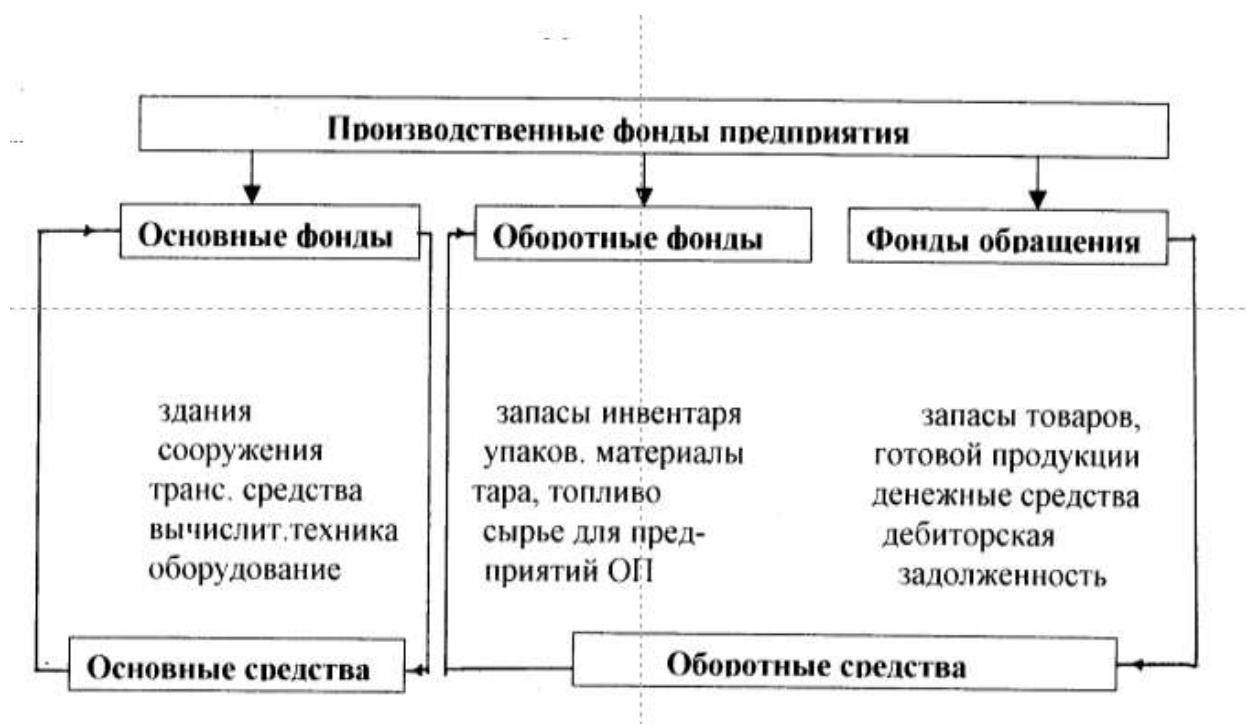 Производственные фонды предприятия
Основные фонды
Оборотные фонды
Фонды обращения
здания
сооружения
транс. средства
вычислит.техника
оборудование
запасы инвентаря
упаков. материалы
тара, топливо
сырье для пред-
приятий ОП
запасы товаров,
готовой продукции
денежные средства
дебиторская
задолженность
Основные средства
Оборотные средства